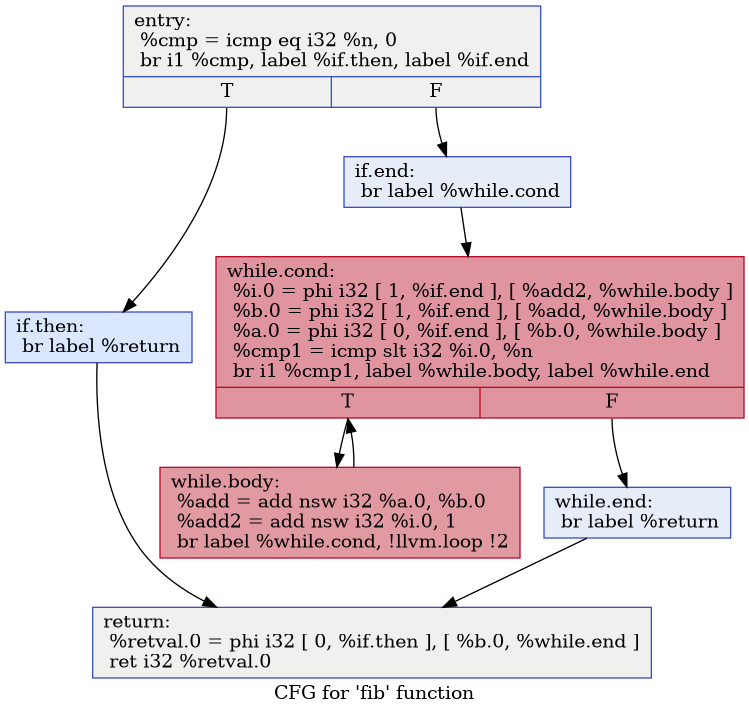 entry:
%cmp = icmp eq i32 %n, 0
br i1 %cmp, label %if.then, label %if.end
T
F
if.end:
br label %while.cond
while.cond:
%i.0 = phi i32 [ 1, %if.end ], [ %add2, %while.body ]
%b.0 = phi i32 [ 1, %if.end ], [ %add, %while.body ]
%a.0 = phi i32 [ 0, %if.end ], [ %b.0, %while.body ]
%cmp1 = icmp slt i32 %i.0, %n
br i1 %cmp1, label %while.body, label %while.end
T
F
if.then:
br label %return
while.body:
%add = add nsw i32 %a.0, %b.0
%add2 = add nsw i32 %i.0, 1
br label %while.cond, !llvm.loop !2
while.end:
br label %return
return:
%retval.0 = phi i32 [ 0, %if.then ], [ %b.0, %while.end ]
ret i32 %retval.0
CFG for 'fib' function